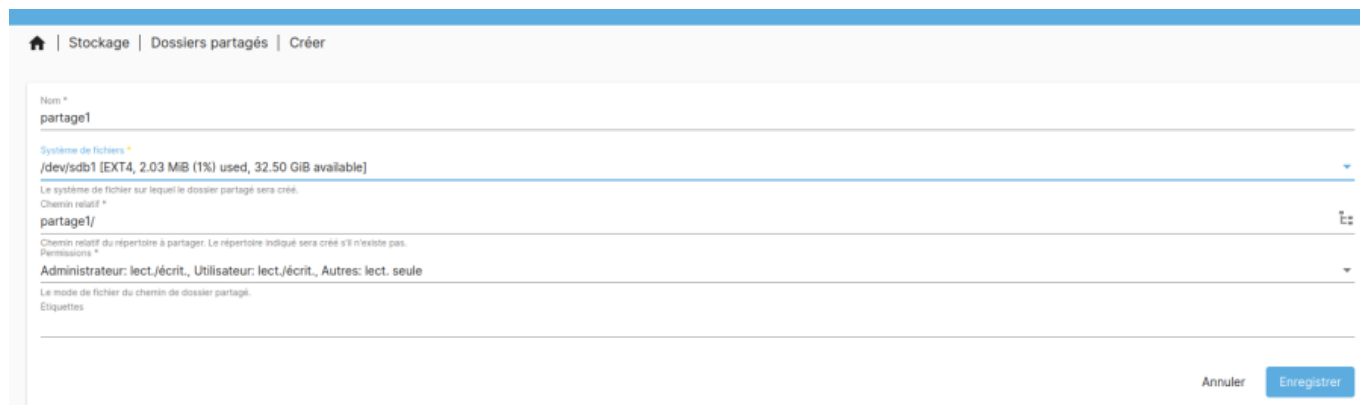 Stockage | Dossiers partagés | Créer
Nom *
partage1
Système de fichiers *
/dev/sdb1 [EXT4, 2.03 MiB (1%) used, 32.50 GiB available]
Le système de fichier sur lequel le dossier partagé sera créé.
Chemin relatif *
partage1/
Chemin relatif du répertoire à partager. Le répertoire indiqué sera créé s'il n'existe pas.
Permissions *
Administrateur: lect./écrit., Utilisateur: lect./écrit., Autres: lect. seule
Le mode de fichier du chemin de dossier partagé.
Étiquettes
Annuler Enregistrer